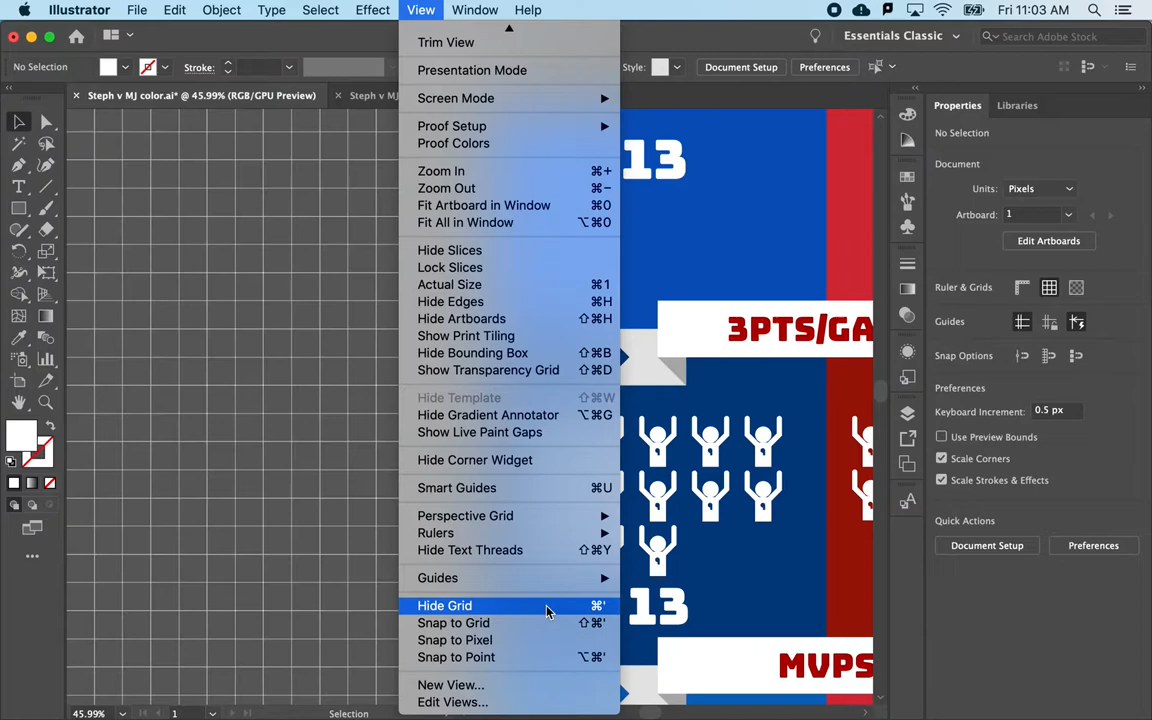 Illustrator File Edit Object Type Select Effect View Window Help Fri 11:03 AM
Essentials Classic Search Adobe Stock
No Selection Stroke: Style: Document Setup Preferences
Steph v MJ color.ai* @ 45.99% (RGB/GPU Preview) Steph v MJ
Trim View
Presentation Mode
Screen Mode
Proof Setup
Proof Colors
Zoom In ⌘+
Zoom Out ⌘−
Fit Artboard in Window ⌘0
Fit All in Window ⌥⌘0
Hide Slices
Lock Slices
Actual Size ⌘1
Hide Edges ⌘H
Hide Artboards ⇧⌘H
Show Print Tiling
Hide Bounding Box ⇧⌘B
Show Transparency Grid ⇧⌘D
Hide Template ⇧⌘W
Hide Gradient Annotator ⌥⌘G
Show Live Paint Gaps
Hide Corner Widget
Smart Guides ⌘U
Perspective Grid
Rulers
Hide Text Threads ⇧⌘Y
Guides
Hide Grid ⌘'
Snap to Grid ⇧⌘'
Snap to Pixel
Snap to Point ⌥⌘'
New View...
Edit Views...
13
3PTS/GA
13
MVPS
Properties Libraries
No Selection
Document
Units: Pixels
Artboard: 1
Edit Artboards
Ruler & Grids
Guides
Snap Options
Preferences
Keyboard Increment: 0.5 px
Use Preview Bounds
Scale Corners
Scale Strokes & Effects
Quick Actions
Document Setup Preferences
45.99% 1 Selection